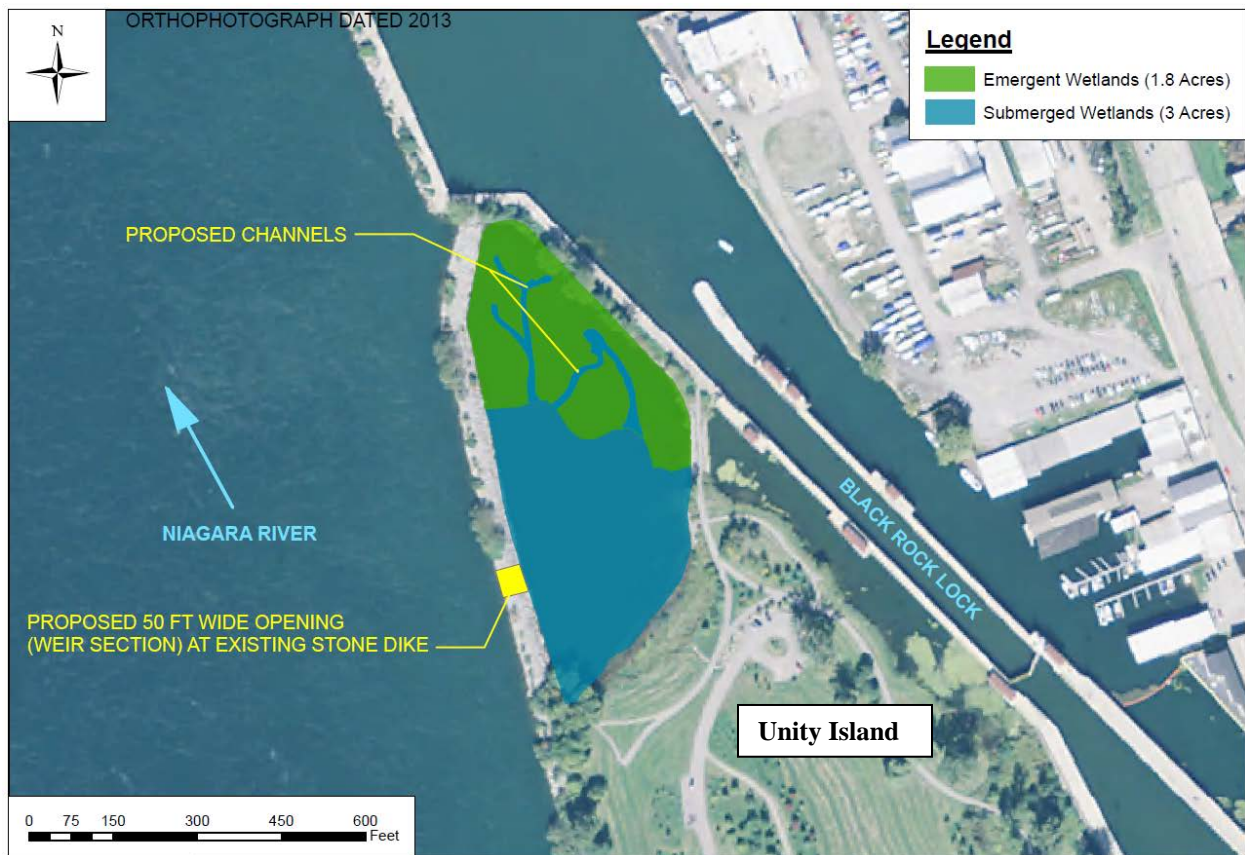 ORTHOPHOTOGRAPH DATED 2013
N
Legend
Emergent Wetlands (1.8 Acres)
Submerged Wetlands (3 Acres)
PROPOSED CHANNELS
NIAGARA RIVER
BLACK ROCK LOCK
PROPOSED 50 FT WIDE OPENING
(WEIR SECTION) AT EXISTING STONE DIKE
Unity Island
0 75 150 300 450 600
Feet